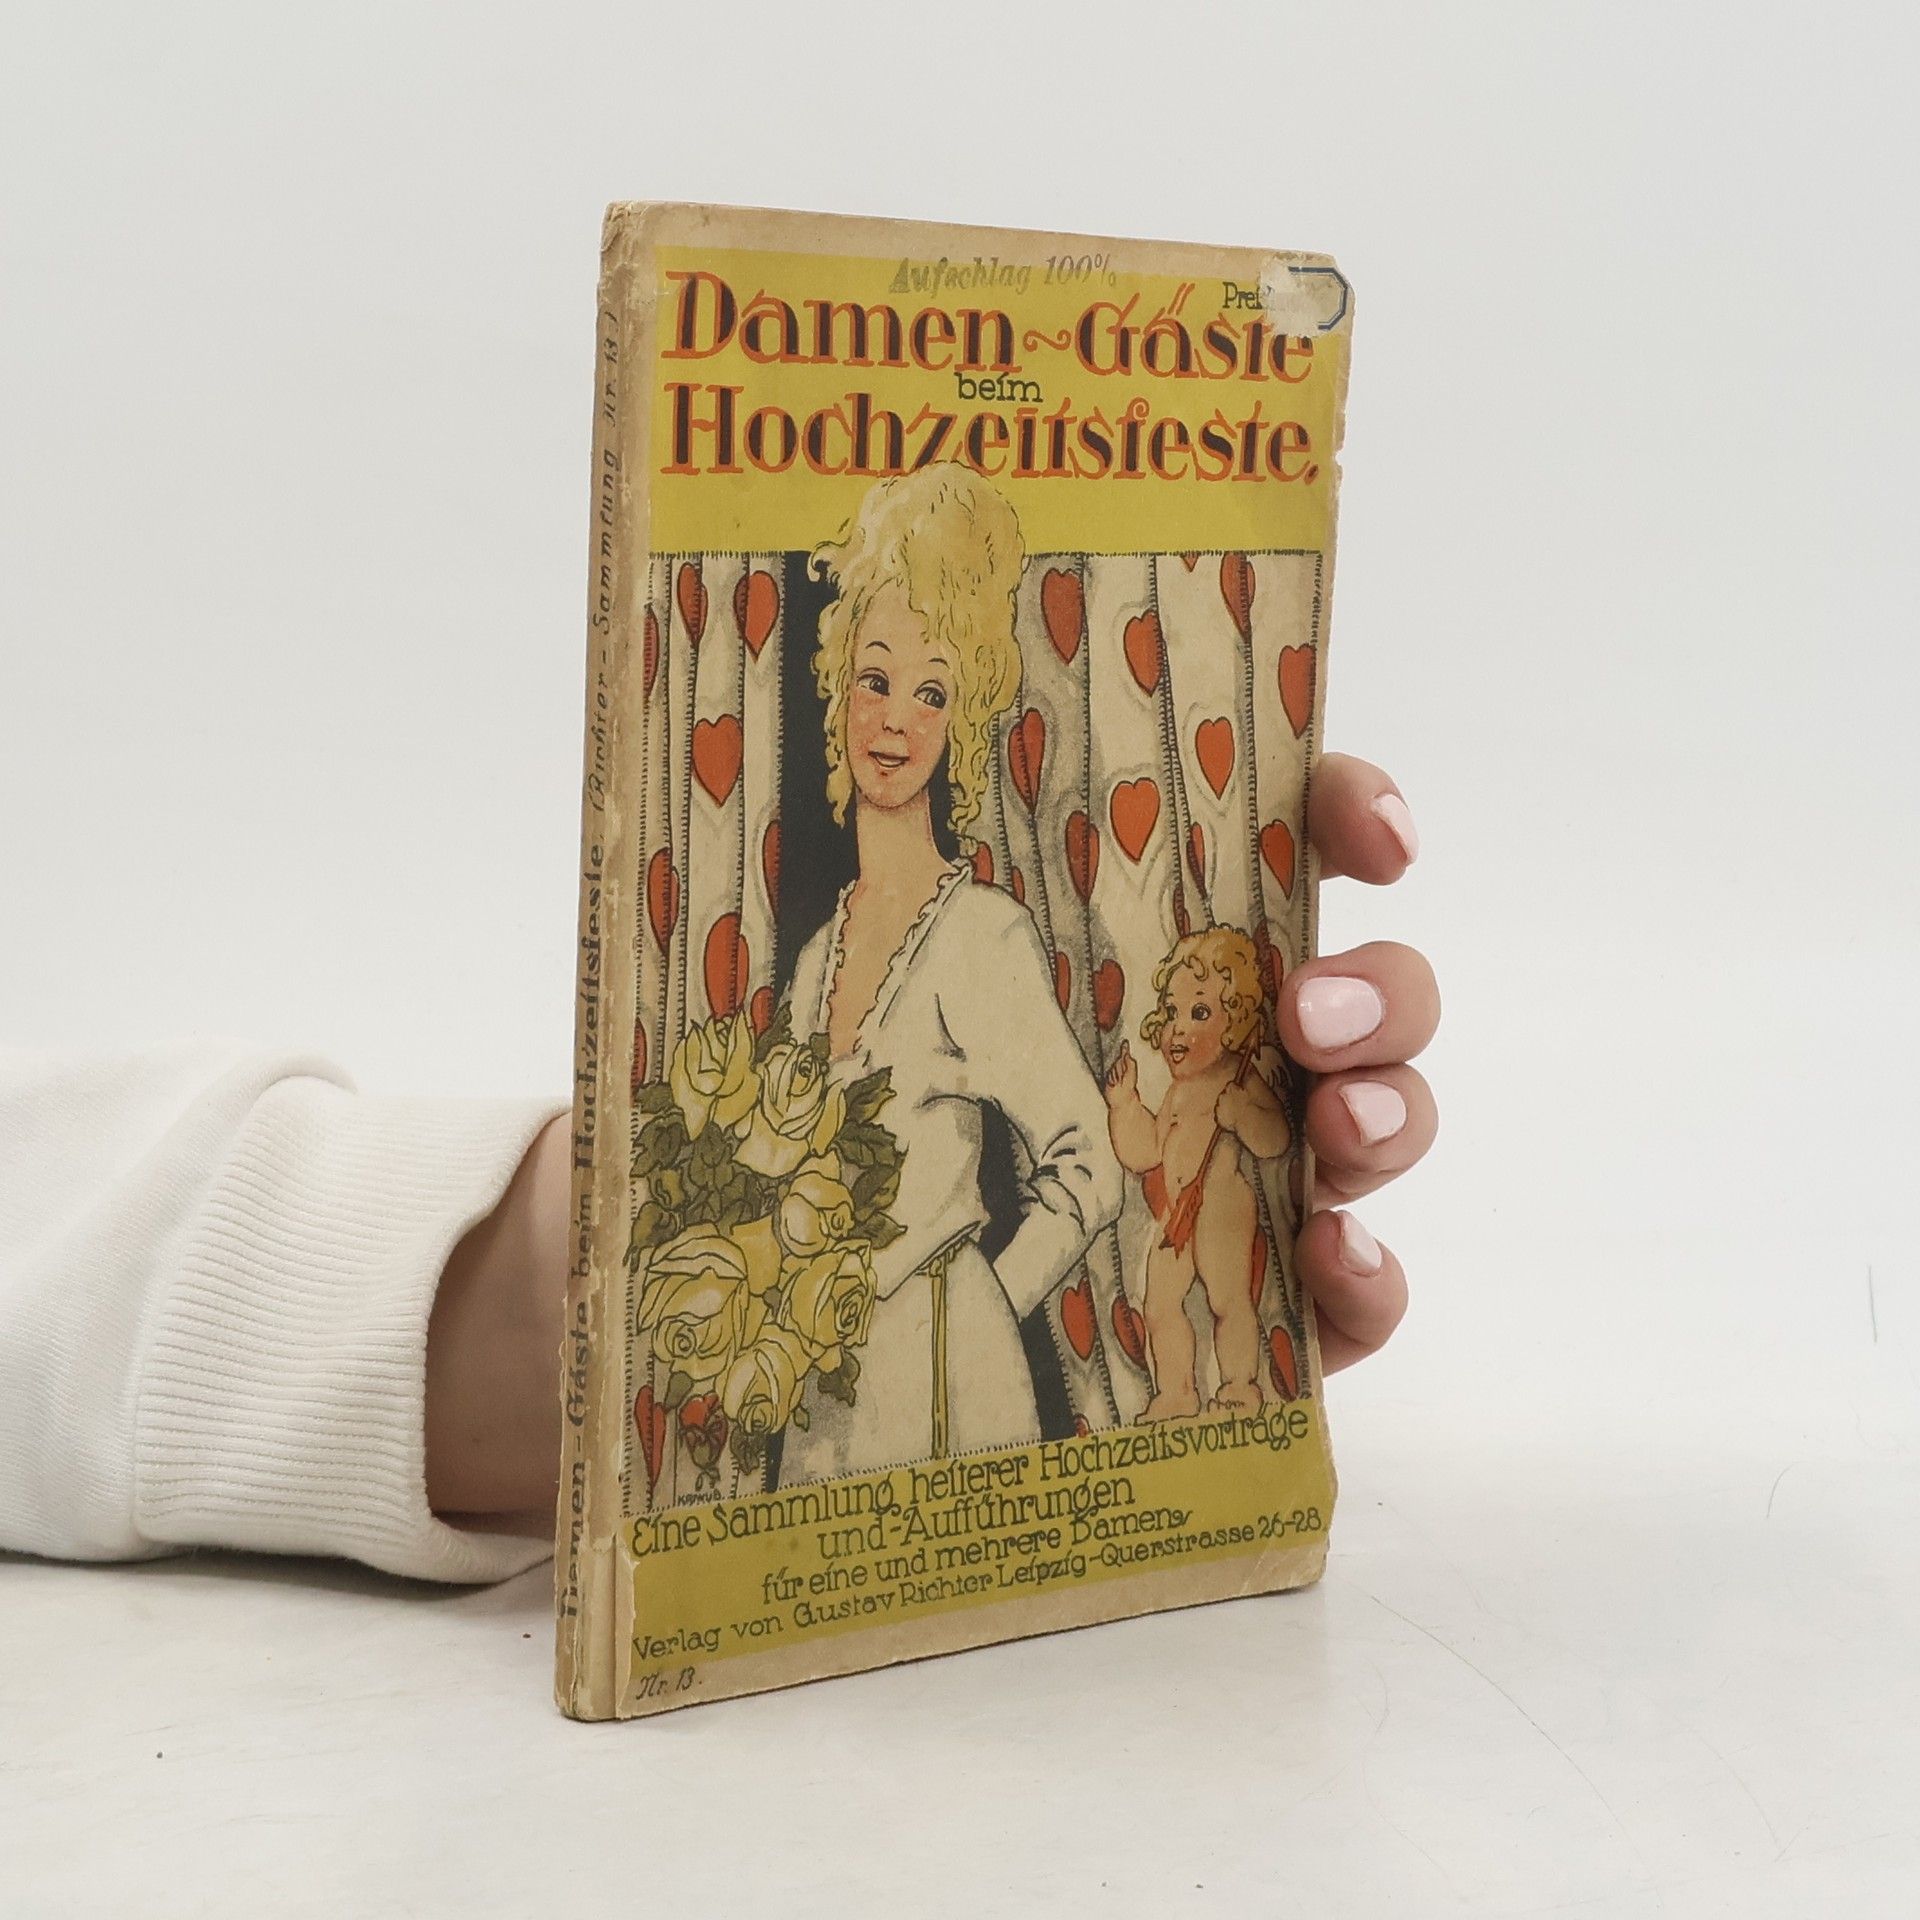 Aufschlag 100%
Damen~Gäste
beim
Hochzeitsfeste.
KRAKUB.
Eine Sammlung heiterer Hochzeitsvorträge
und-Aufführungen
für eine und mehrere Damen
Verlag von Gustav Richter Leipzig-Querstrasse 26-28
Nr. 13.
Damen-Gäste beim Hochzeitsfeste. (Richter-Sammlung Nr. 13)